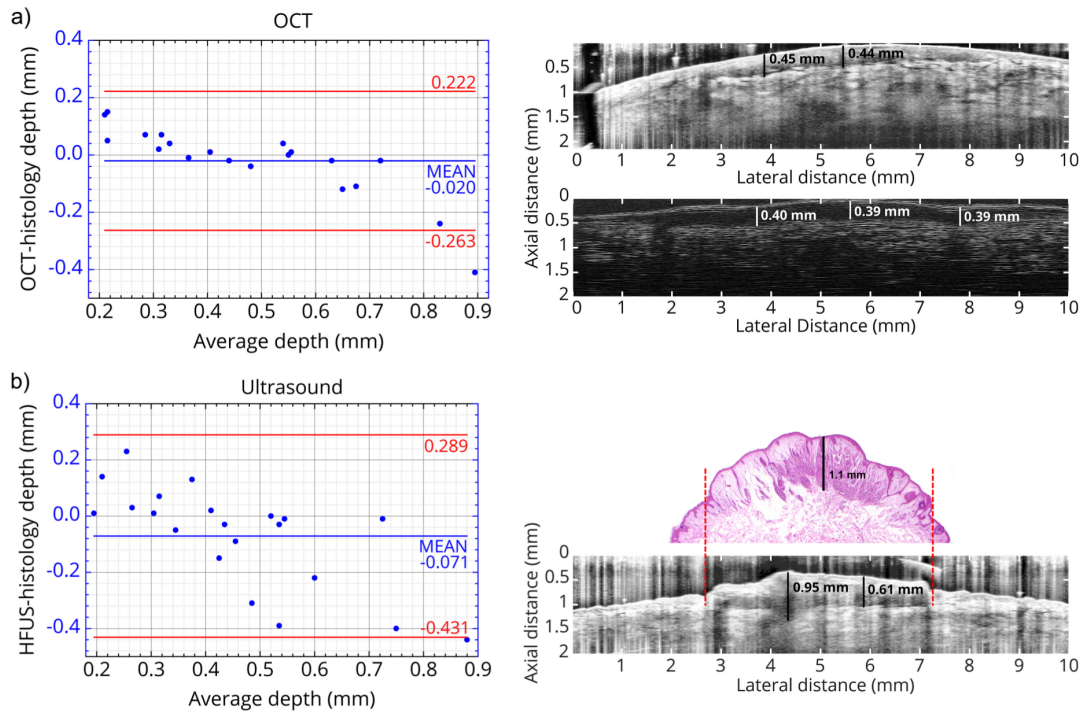 a)
OCT
OCT-histology depth (mm)
0.4
0.2
0.0
-0.2
-0.4
0.222
MEAN
-0.020
-0.263
0.2 0.3 0.4 0.5 0.6 0.7 0.8 0.9
Average depth (mm)
0.5
1
1.5
2
0.45 mm
0.44 mm
0 1 2 3 4 5 6 7 8 9 10
Lateral distance (mm)
Axial distance (mm)
0
0.5
1
1.5
2
0.40 mm
0.39 mm
0.39 mm
0 1 2 3 4 5 6 7 8 9 10
Lateral Distance (mm)
b)
Ultrasound
HFUS-histology depth (mm)
0.4
0.2
0.0
-0.2
-0.4
0.289
MEAN
-0.071
-0.431
0.2 0.3 0.4 0.5 0.6 0.7 0.8 0.9
Average depth (mm)
1.1 mm
Axial distance (mm)
0
0.5
1
1.5
2
0.95 mm
0.61 mm
1 2 3 4 5 6 7 8 9 10
Lateral distance (mm)